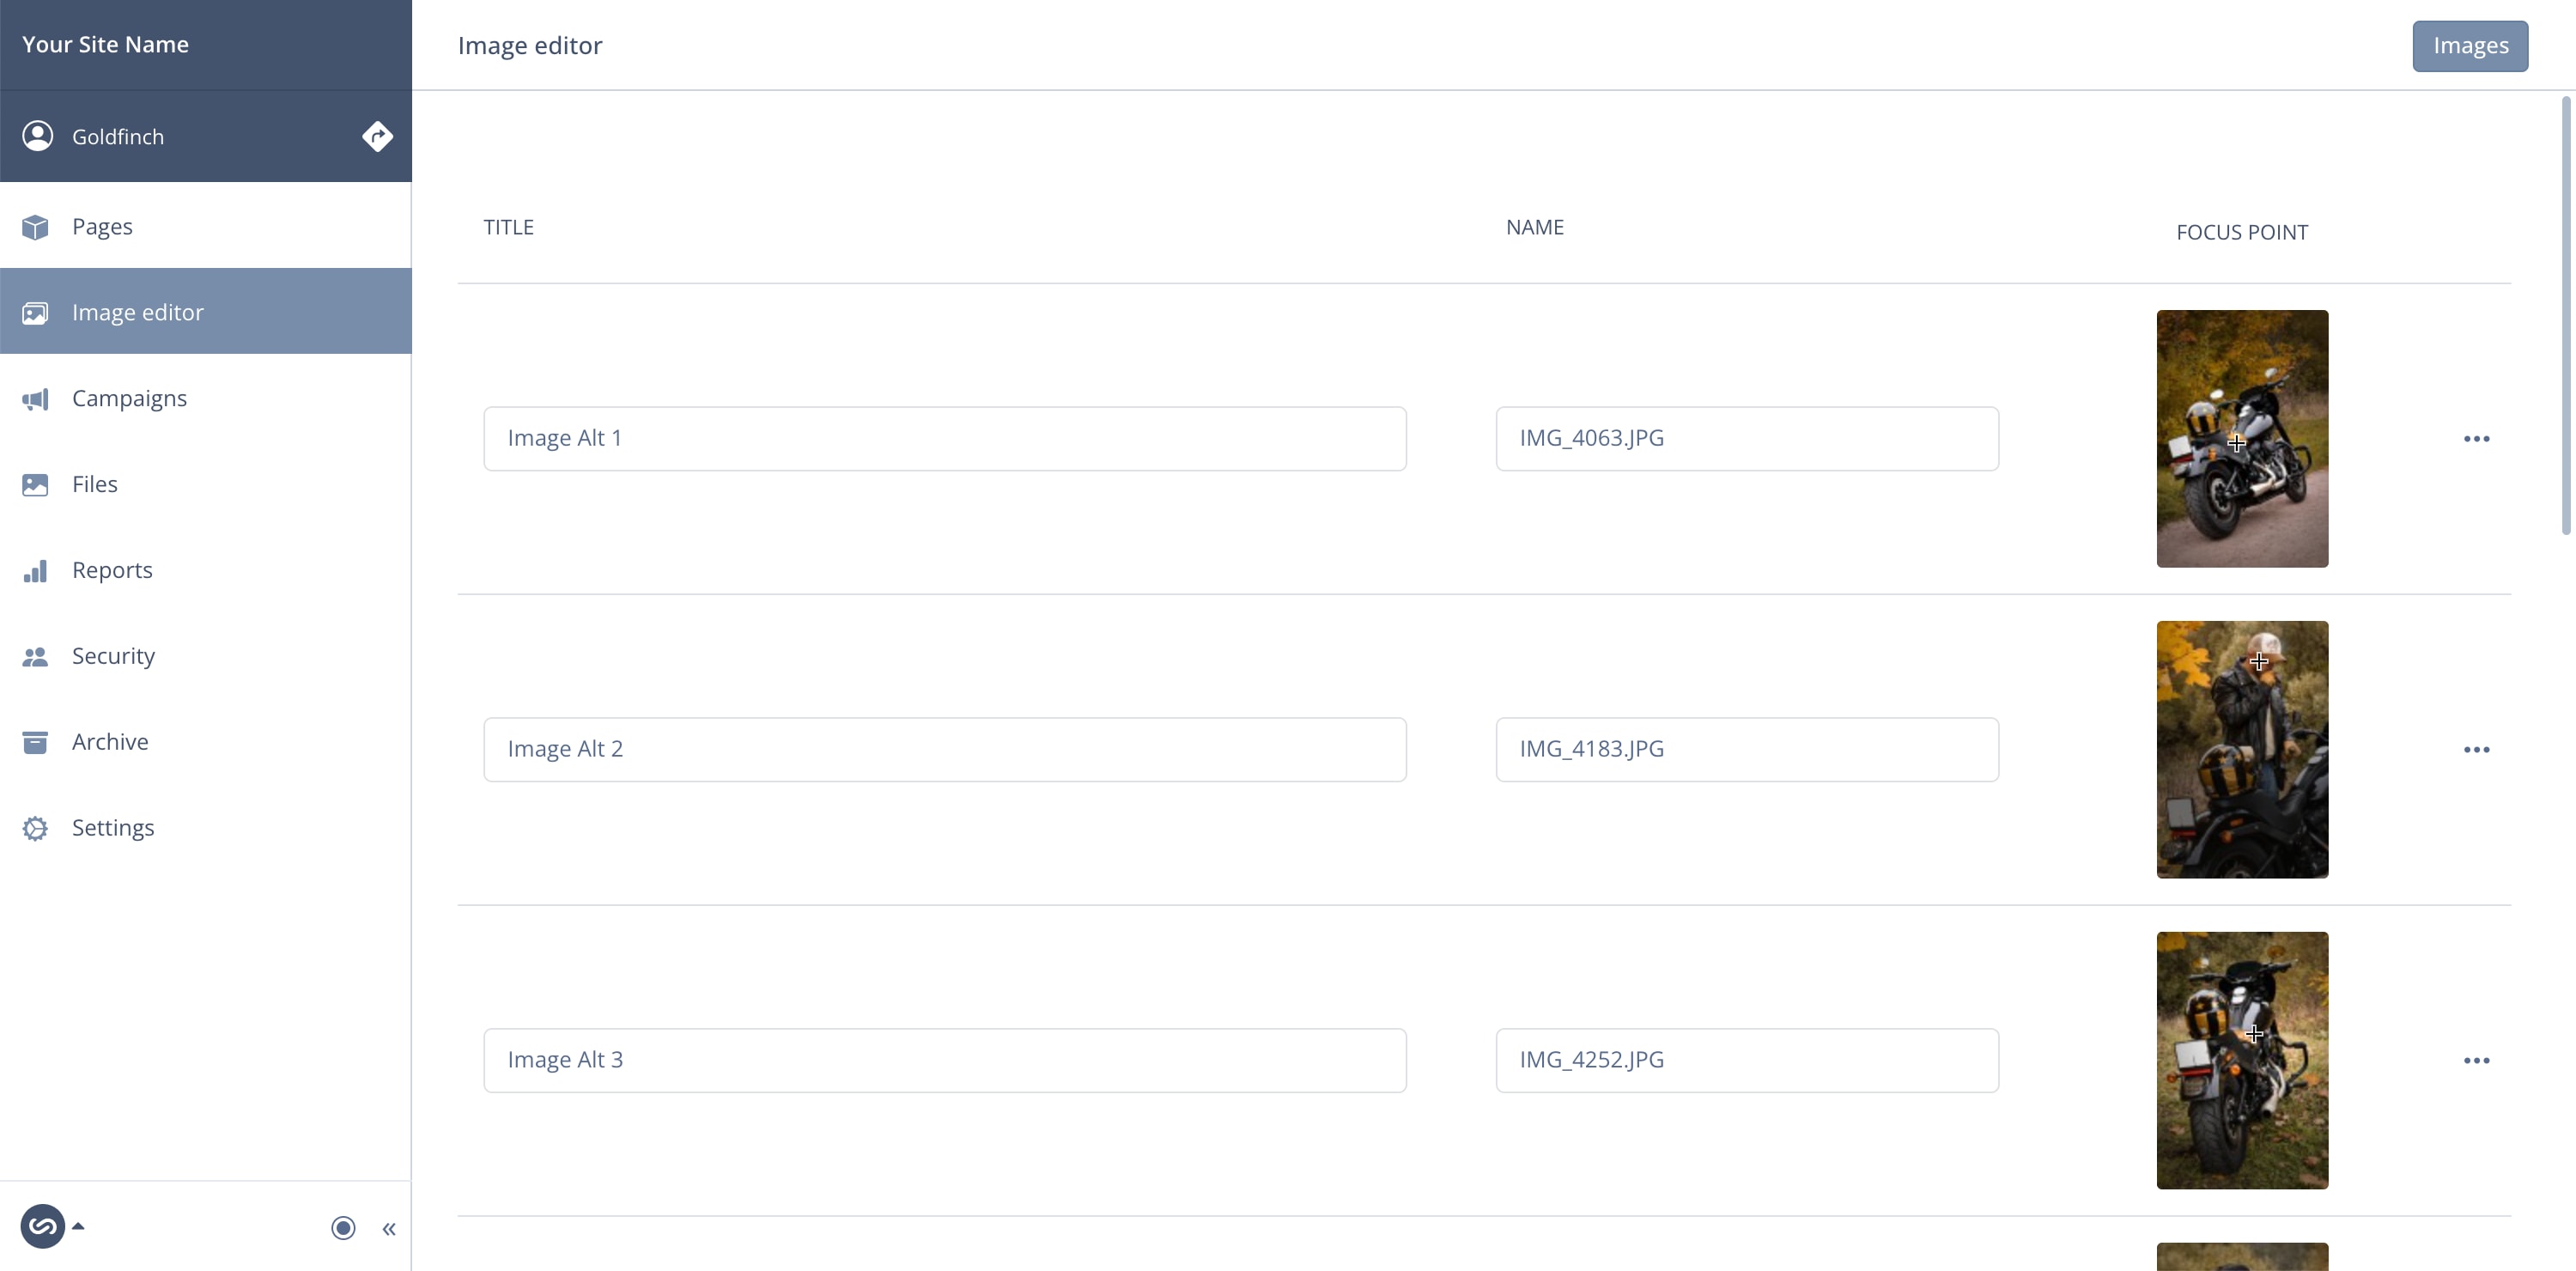 Your Site Name
Image editor
Images
Goldfinch
Pages
Image editor
Campaigns
Files
Reports
Security
Archive
Settings
TITLE
NAME
FOCUS POINT
Image Alt 1
IMG_4063.JPG
Image Alt 2
IMG_4183.JPG
Image Alt 3
IMG_4252.JPG